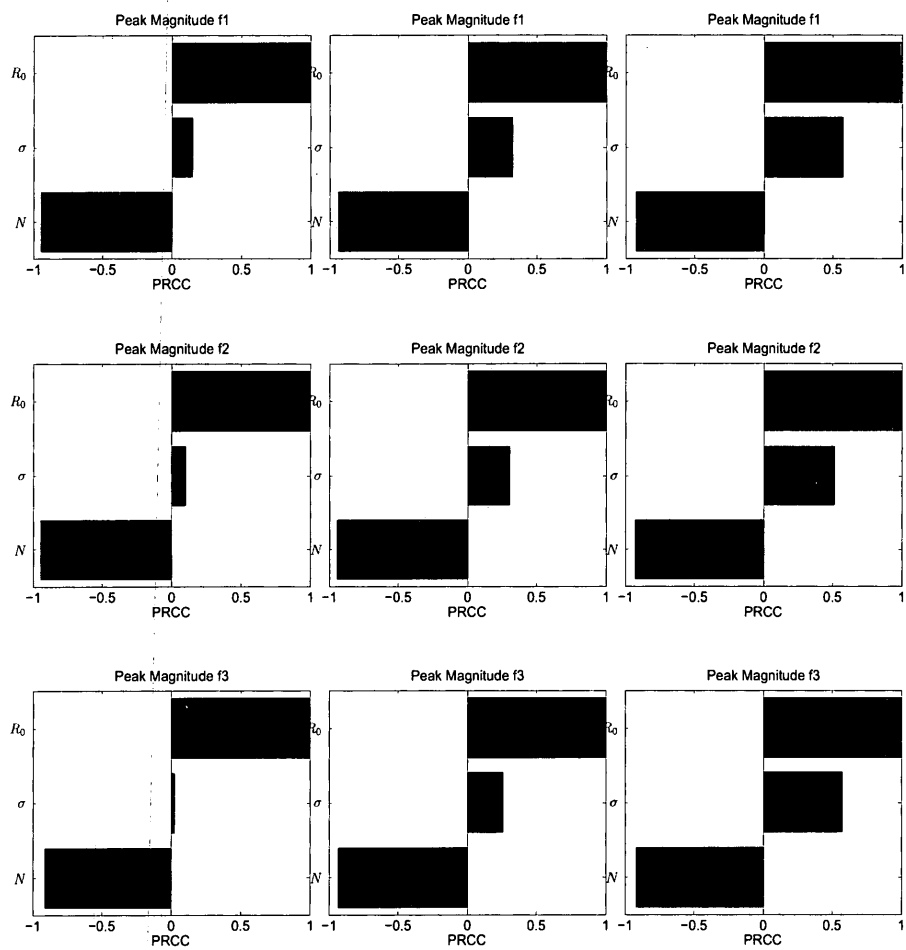 Peak Magnitude f1 Peak Magnitude f1 Peak Magnitude f1
R₀ R₀ R₀
σ σ σ
N N N
−1 −0.5 0 0.5 1 −1 −0.5 0 0.5 1 −1 −0.5 0 0.5 1
PRCC PRCC PRCC
Peak Magnitude f2 Peak Magnitude f2 Peak Magnitude f2
R₀ R₀ R₀
σ σ σ
N N N
−1 −0.5 0 0.5 1 −1 −0.5 0 0.5 1 −1 −0.5 0 0.5 1
PRCC PRCC PRCC
Peak Magnitude f3 Peak Magnitude f3 Peak Magnitude f3
R₀ R₀ R₀
σ σ σ
N N N
−1 −0.5 0 0.5 1 −1 −0.5 0 0.5 1 −1 −0.5 0 0.5 1
PRCC PRCC PRCC